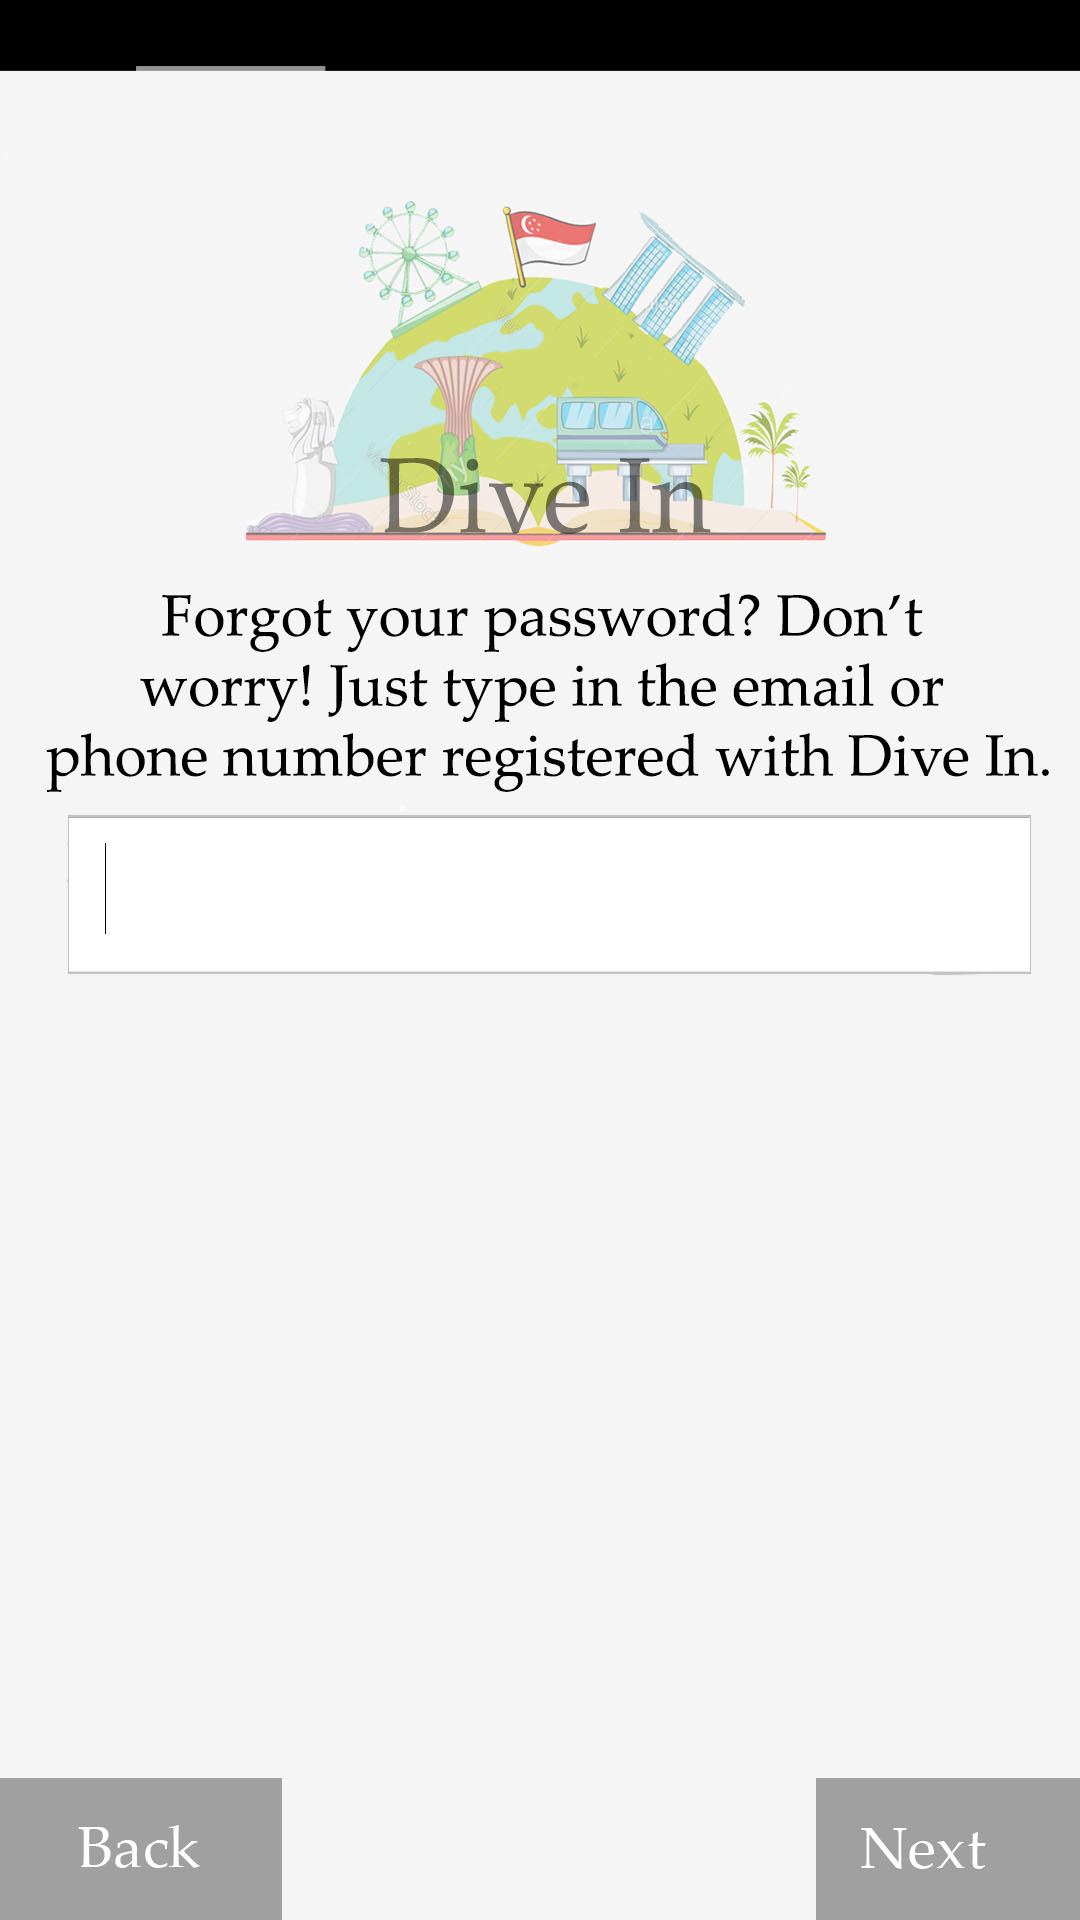 Dive In
Forgot your password? Don’t
worry! Just type in the email or
phone number registered with Dive In.
Back
Next